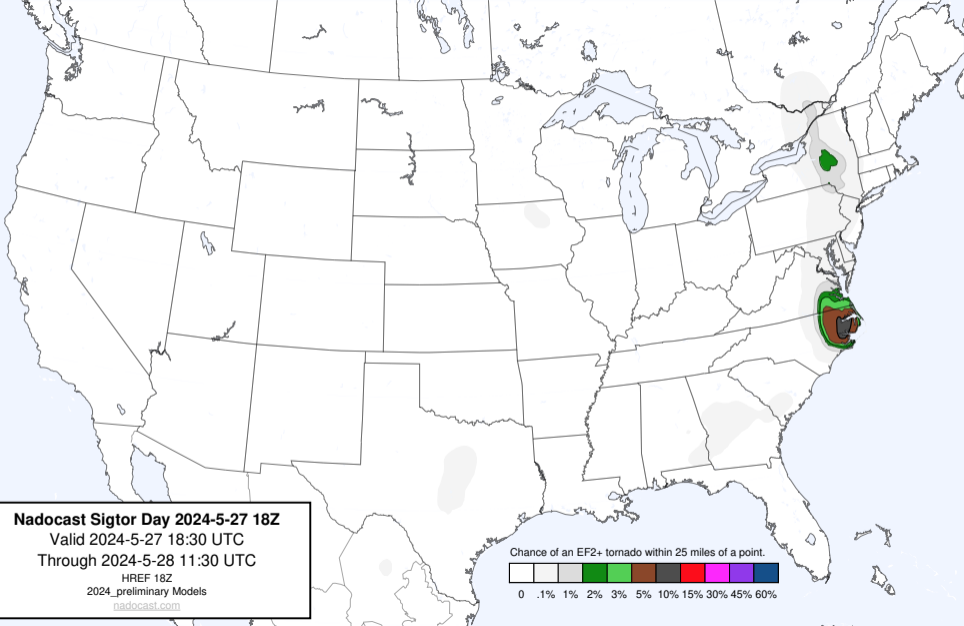 Nadocast Sigtor Day 2024-5-27 18Z
Valid 2024-5-27 18:30 UTC
Through 2024-5-28 11:30 UTC
HREF 18Z
2024_preliminary Models
nadocast.com
Chance of an EF2+ tornado within 25 miles of a point.
0 .1% 1% 2% 3% 5% 10% 15% 30% 45% 60%